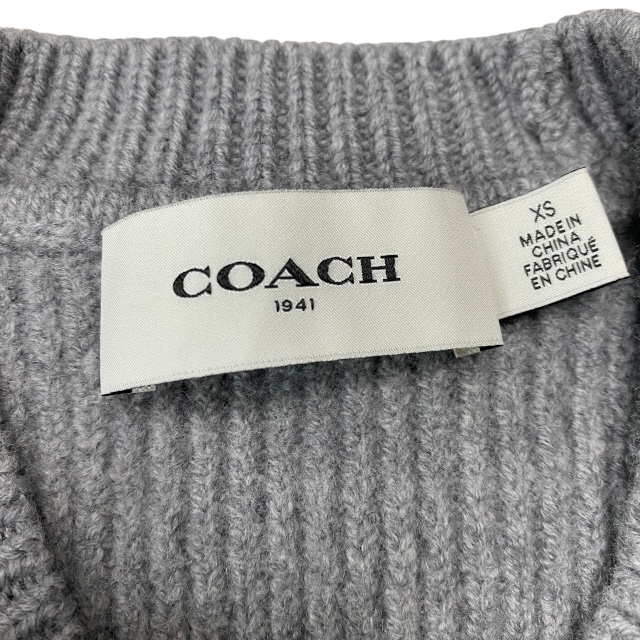 COACH
1941
XS
MADE IN
CHINA
FABRIQUÉ
EN CHINE